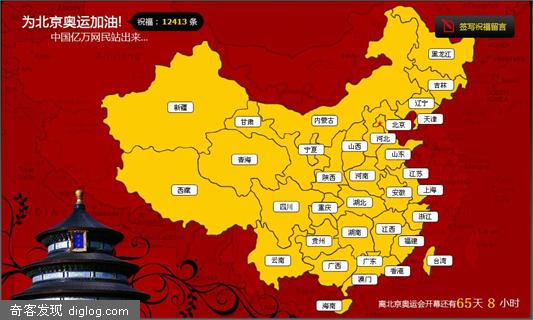 为北京奥运加油!
祝福：12413 条
签写祝福留言
中国亿万网民站出来...
黑龙江
吉林
辽宁
新疆
甘肃
内蒙古
北京
天津
河北
宁夏
山西
山东
青海
陕西
河南
江苏
西藏
安徽
上海
四川
重庆
湖北
浙江
湖南
江西
贵州
福建
云南
广西
广东
台湾
香港
澳门
海南
离北京奥运会开幕还有65天 8 小时
奇客发现 diglog.com